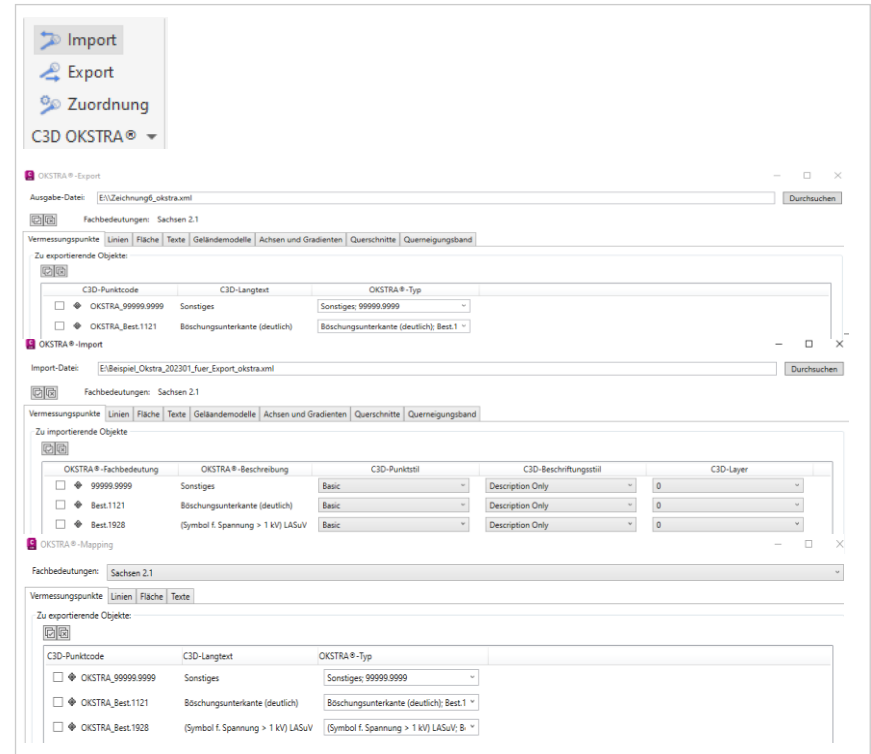 Import
Export
Zuordnung
C3D OKSTRA®
OKSTRA®-Export
Ausgabe-Datei: E:\\Zeichnung6_okstra.xml Durchsuchen
Fachbedeutungen: Sachsen 2.1
Vermessungspunkte Linien Fläche Texte Geländemodelle Achsen und Gradienten Querschnitte Querneigungsband
Zu exportierende Objekte:
C3D-Punktcode C3D-Langtext OKSTRA®-Typ
OKSTRA_99999.9999 Sonstiges Sonstiges; 99999.9999
OKSTRA_Best.1121 Böschungsunterkante (deutlich) Böschungsunterkante (deutlich); Best.1
OKSTRA®-Import
Import-Datei: E:\Beispiel_Okstra_202301_fuer_Export_okstra.xml Durchsuchen
Fachbedeutungen: Sachsen 2.1
Vermessungspunkte Linien Fläche Texte Geläandemodelle Achsen und Gradienten Querschnitte Querneigungsband
Zu importierende Objekte
OKSTRA®-Fachbedeutung OKSTRA®-Beschreibung C3D-Punktstil C3D-Beschriftungsstiil C3D-Layer
99999.9999 Sonstiges Basic Description Only 0
Best.1121 Böschungsunterkante (deutlich) Basic Description Only 0
Best.1928 (Symbol f. Spannung > 1 kV) LASuV Basic Description Only 0
OKSTRA®-Mapping
Fachbedeutungen: Sachsen 2.1
Vermessungspunkte Linien Fläche Texte
Zu exportierende Objekte:
C3D-Punktcode C3D-Langtext OKSTRA®-Typ
OKSTRA_99999.9999 Sonstiges Sonstiges; 99999.9999
OKSTRA_Best.1121 Böschungsunterkante (deutlich) Böschungsunterkante (deutlich); Best.1
OKSTRA_Best.1928 (Symbol f. Spannung > 1 kV) LASuV (Symbol f. Spannung > 1 kV) LASuV;